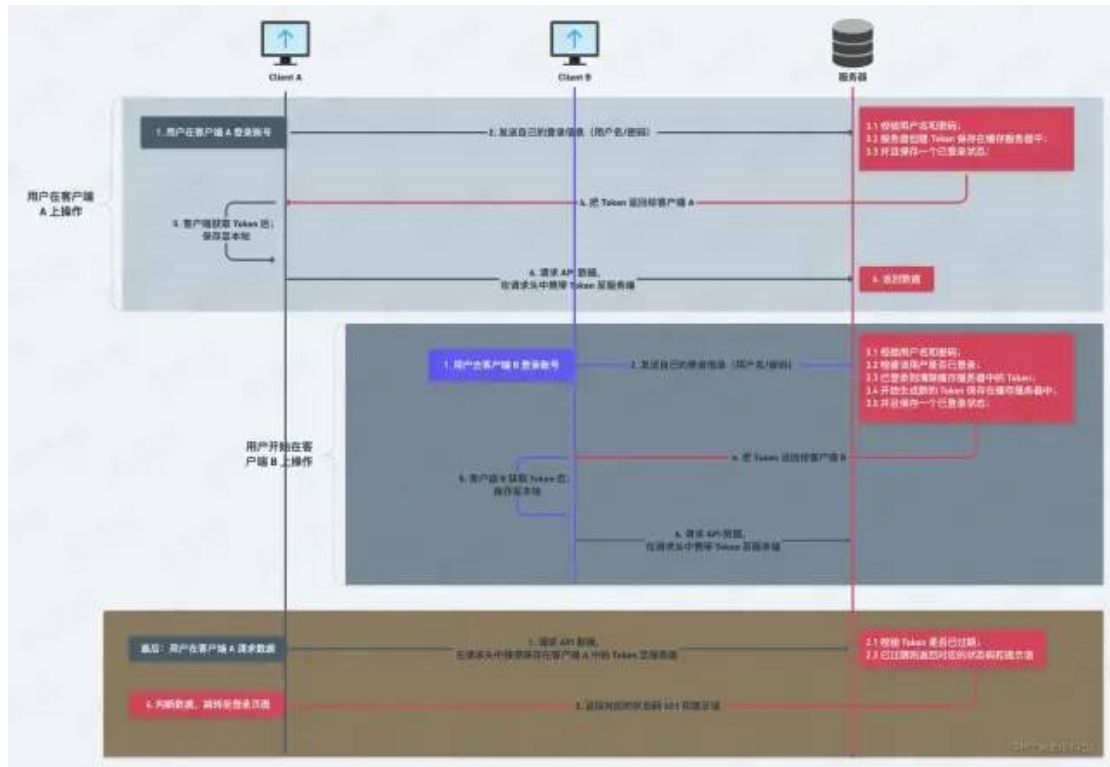 Client A
Client B
服务器
1. 用户在客户端 A 登录账号
2. 发送自己的登录信息（用户名/密码）
3.1 校验用户名和密码；
3.2 服务器创建 Token 保存在缓存服务器中；
3.3 并且保存一个已登录状态；
用户在客户端
A 上操作
4. 把 Token 返回给客户端 A
5. 客户端获取 Token 后；
保存至本地
6. 请求 API 数据，
在请求头中携带 Token 至服务端
6. 返回数据
1. 用户去客户端 B 登录账号
2. 发送自己的登录信息（用户名/密码）
3.1 校验用户名和密码；
3.2 检查该用户是否已登录；
3.3 已登录则清除缓存服务器中的 Token；
3.4 开始生成新的 Token 保存在缓存服务器中；
3.5 并且保存一个已登录状态；
用户开始在客
户端 B 上操作
4. 把 Token 返回给客户端 B
5. 客户端 B 获取 Token 后；
保存至本地
6. 请求 API 数据，
在请求头中携带 Token 至服务端
最后：用户在客户端 A 请求数据
1. 请求 API 数据，
在请求头中携带保存在客户端 A 中的 Token 至服务器
2.1 校验 Token 是否已过期；
2.2 已过期则返回对应的状态码和提示语
4. 判断数据，跳转至登录页面
3. 返回对应的状态码 401 和提示语